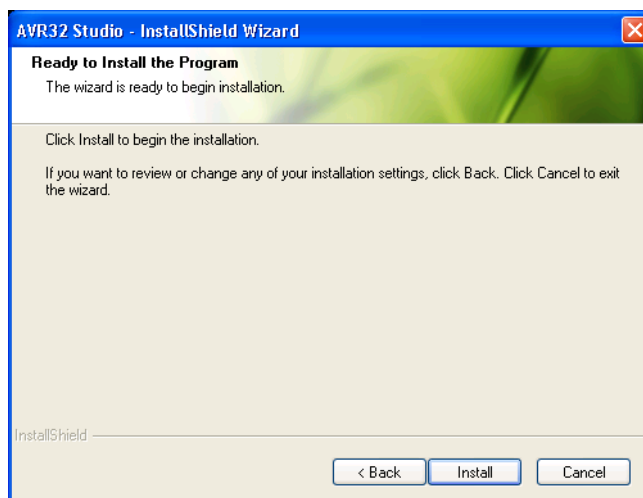 AVR32 Studio - InstallShield Wizard
Ready to Install the Program
The wizard is ready to begin installation.
Click Install to begin the installation.
If you want to review or change any of your installation settings, click Back. Click Cancel to exit
the wizard.
InstallShield
< Back Install Cancel